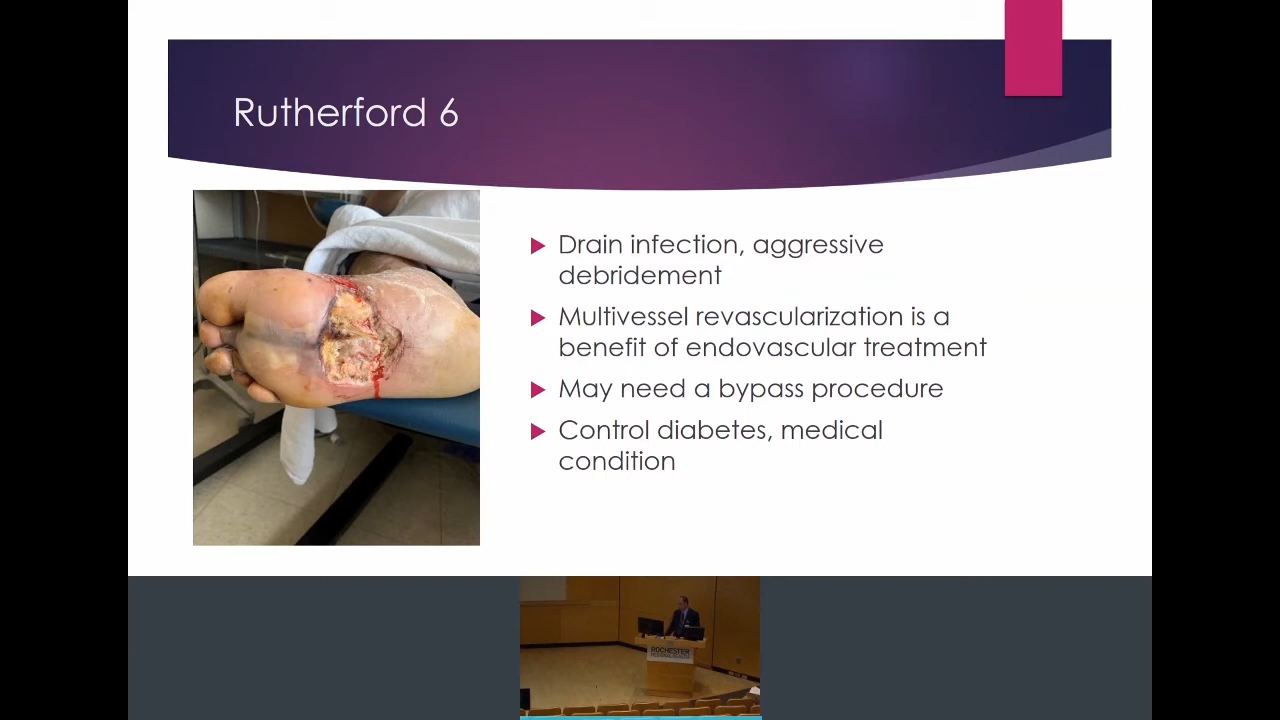 Rutherford 6
Drain infection, aggressive
debridement
Multivessel revascularization is a
benefit of endovascular treatment
May need a bypass procedure
Control diabetes, medical
condition
ROCHESTER